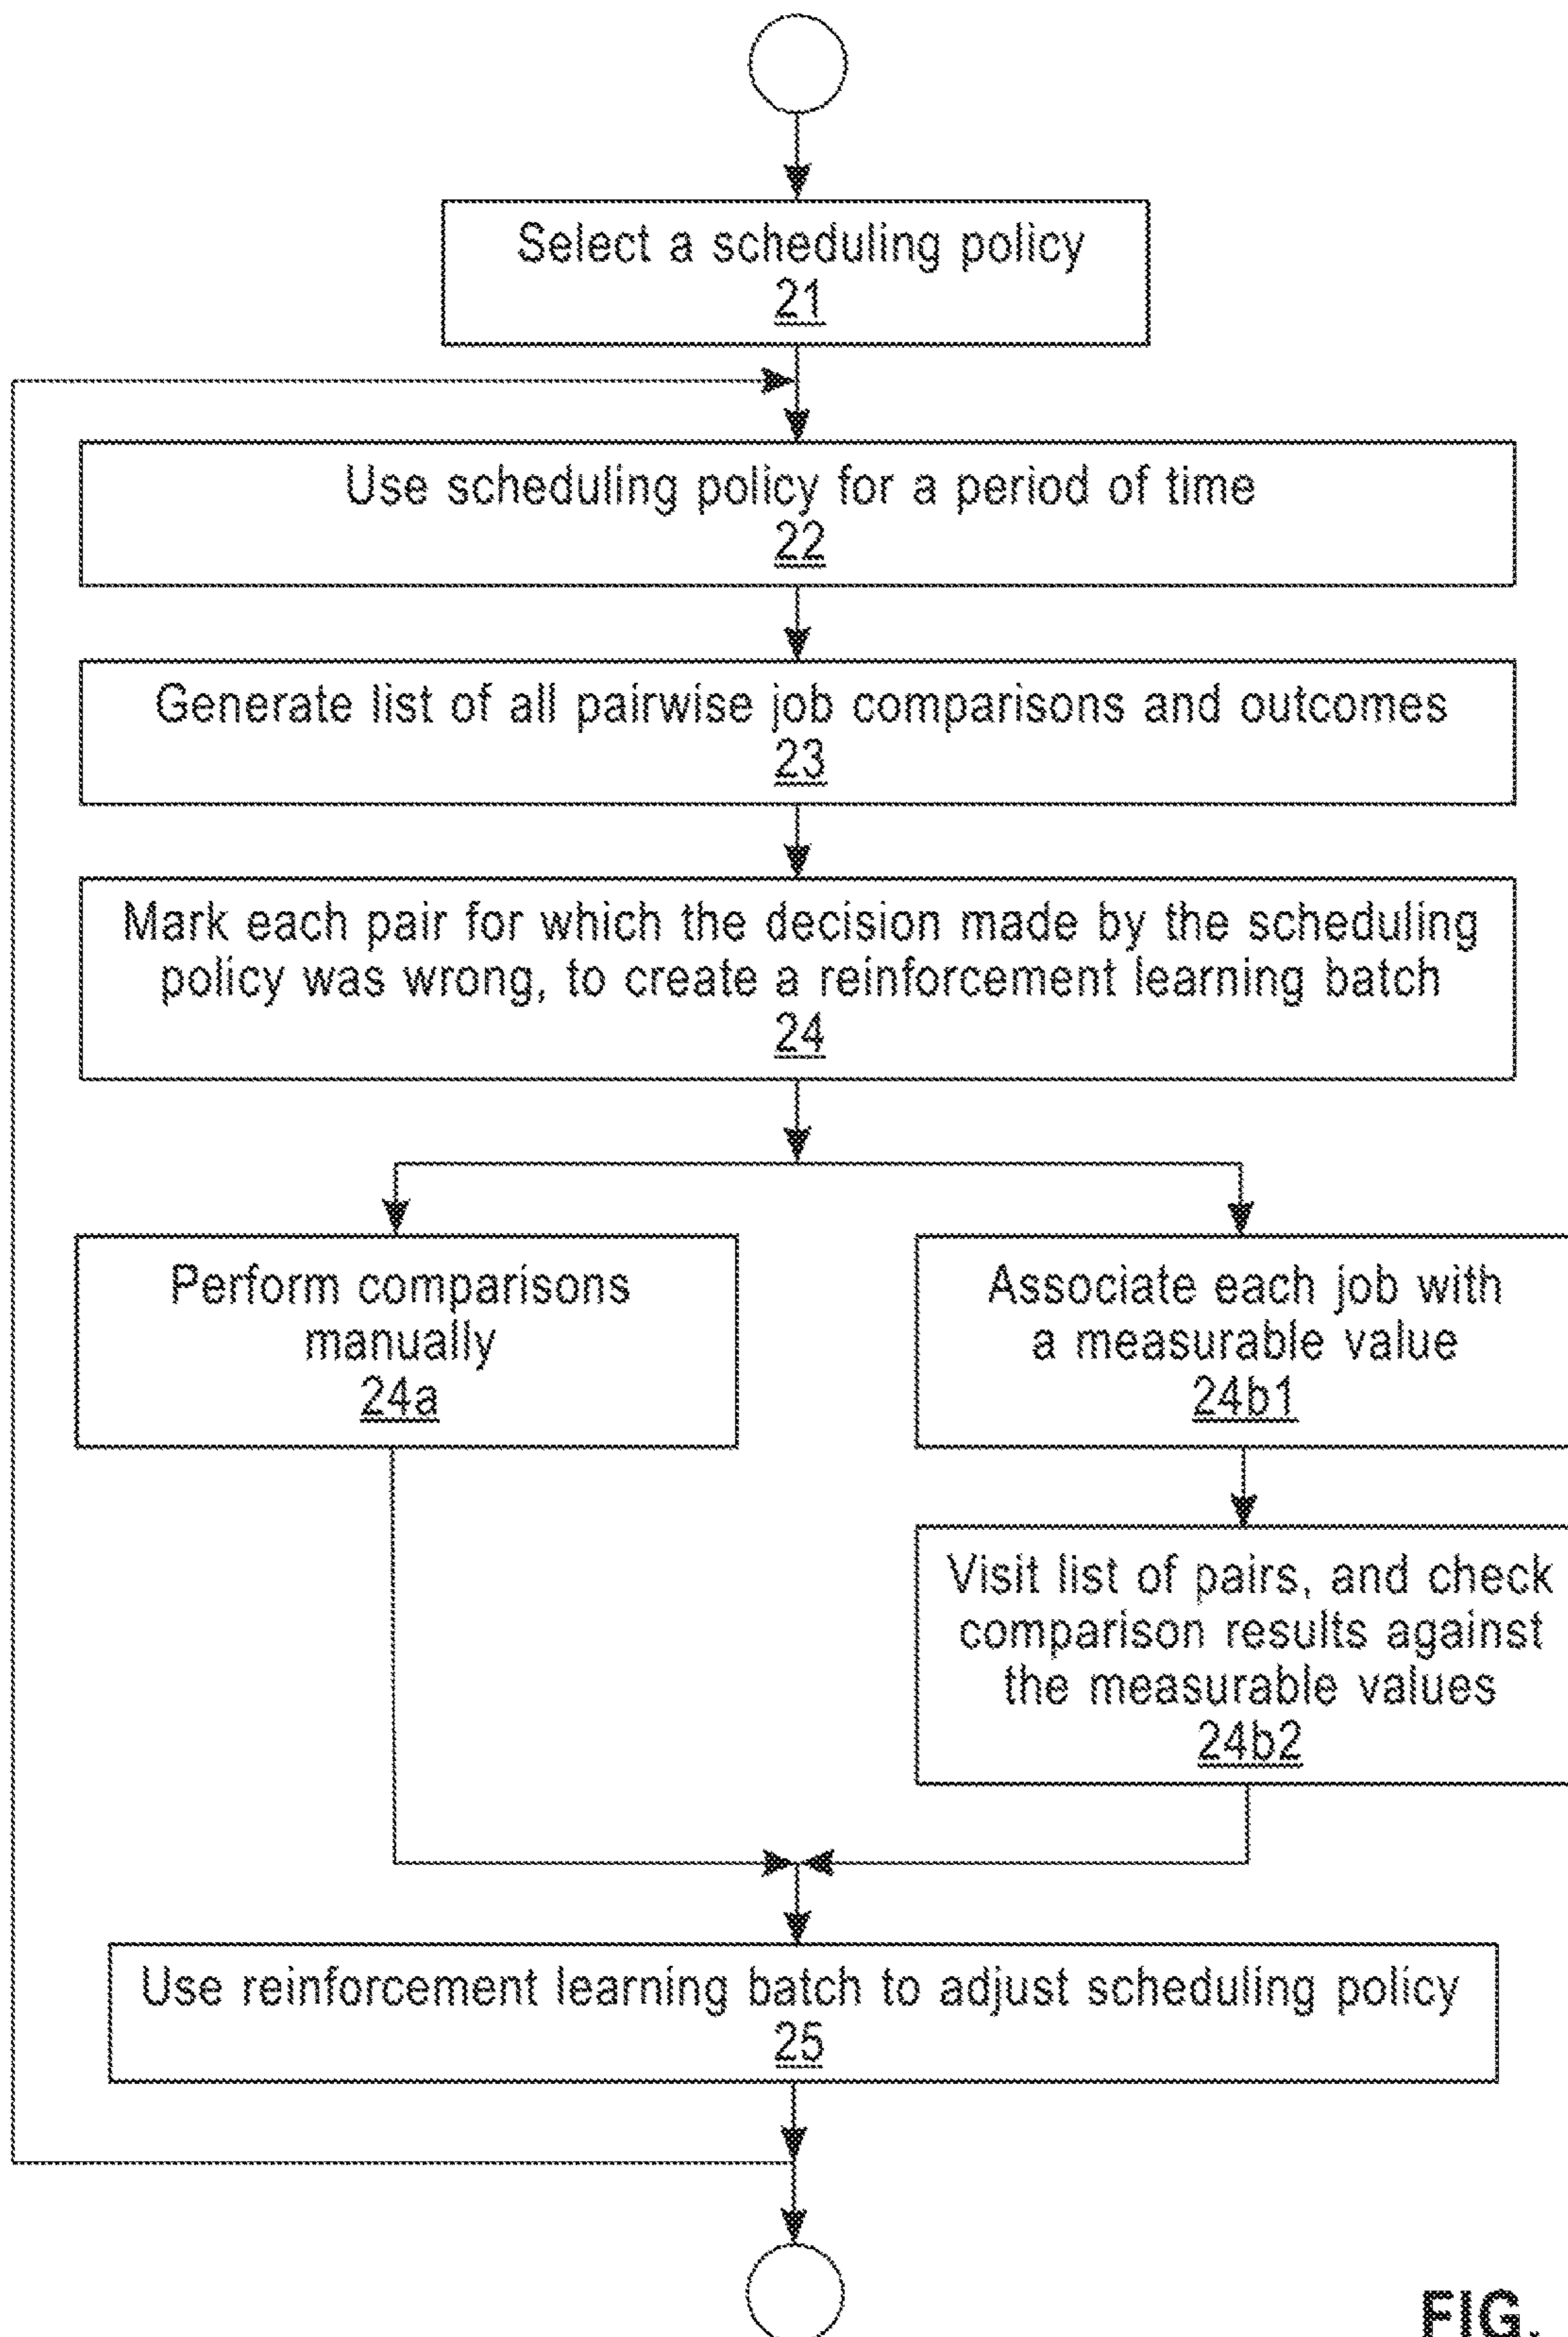 Select a scheduling policy
21
Use scheduling policy for a period of time
22
Generate list of all pairwise job comparisons and outcomes
23
Mark each pair for which the decision made by the scheduling
policy was wrong, to create a reinforcement learning batch
24
Perform comparisons
manually
24a
Associate each job with
a measurable value
24b1
Visit list of pairs, and check
comparison results against
the measurable values
24b2
Use reinforcement learning batch to adjust scheduling policy
25
FIG.